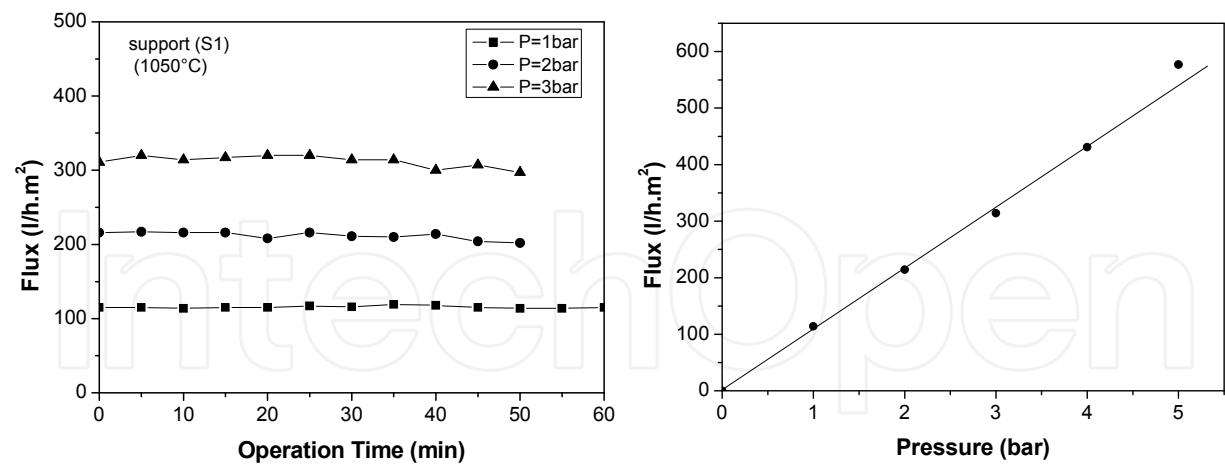 500
400
300
200
100
0
Flux (l/h.m²)
support (S1)
(1050°C)
P=1bar
P=2bar
P=3bar
0 10 20 30 40 50 60
Operation Time (min)
600
500
400
300
200
100
0
Flux (l/h.m²)
0 1 2 3 4 5
Pressure (bar)
IntechOpen